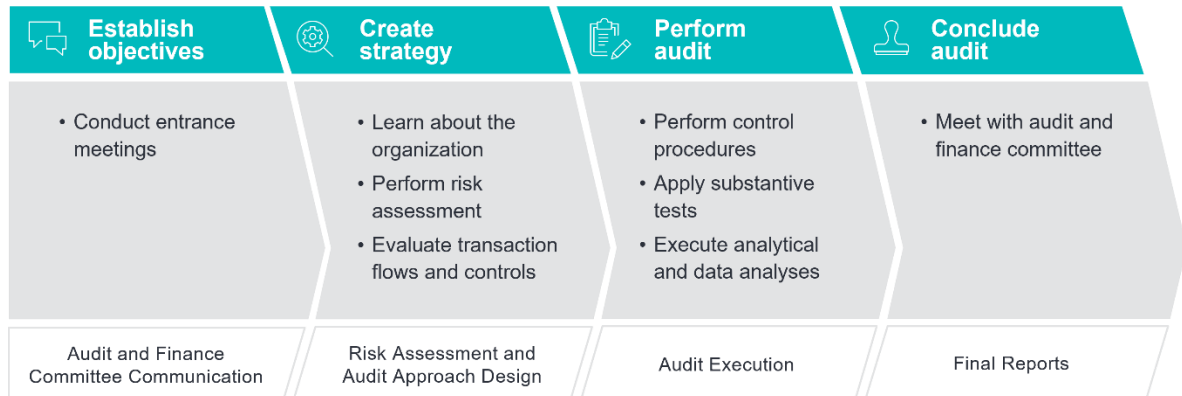 Establish
objectives
Create
strategy
Perform
audit
Conclude
audit
• Conduct entrance
meetings
• Learn about the
organization
• Perform risk
assessment
• Evaluate transaction
flows and controls
• Perform control
procedures
• Apply substantive
tests
• Execute analytical
and data analyses
• Meet with audit and
finance committee
Audit and Finance
Committee Communication
Risk Assessment and
Audit Approach Design
Audit Execution
Final Reports